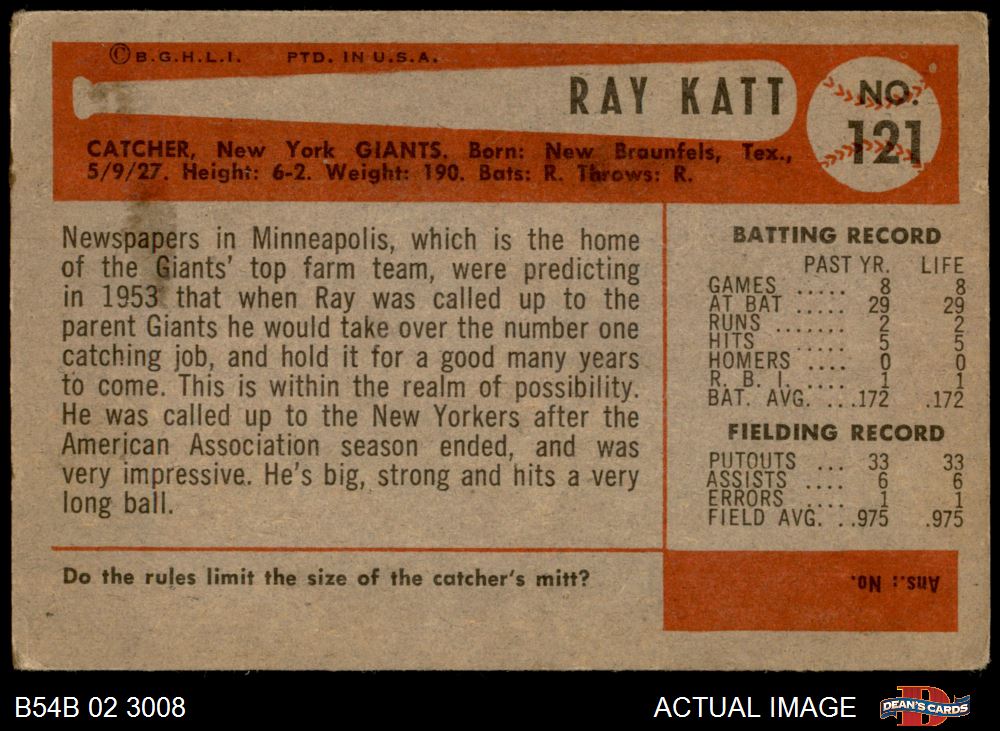 © B.G.H.L.I. PTD. IN U.S.A.
RAY KATT
NO.
121
CATCHER, New York GIANTS. Born: New Braunfels, Tex.,
5/9/27. Height: 6-2. Weight: 190. Bats: R. Throws: R.
Newspapers in Minneapolis, which is the home
of the Giants' top farm team, were predicting
in 1953 that when Ray was called up to the
parent Giants he would take over the number one
catching job, and hold it for a good many years
to come. This is within the realm of possibility.
He was called up to the New Yorkers after the
American Association season ended, and was
very impressive. He's big, strong and hits a very
long ball.
BATTING RECORD
PAST YR. LIFE
GAMES ..... 8 8
AT BAT ..... 29 29
RUNS ....... 2 2
HITS ..... 5 5
HOMERS .... 0 0
R. B. I. .... 1 1
BAT. AVG. ...172 .172
FIELDING RECORD
PUTOUTS ... 33 33
ASSISTS .... 6 6
ERRORS .... 1 1
FIELD AVG. ..975 .975
Do the rules limit the size of the catcher's mitt?
Ans.: No.
B54B 02 3008
ACTUAL IMAGE
D
DEAN'S CARDS